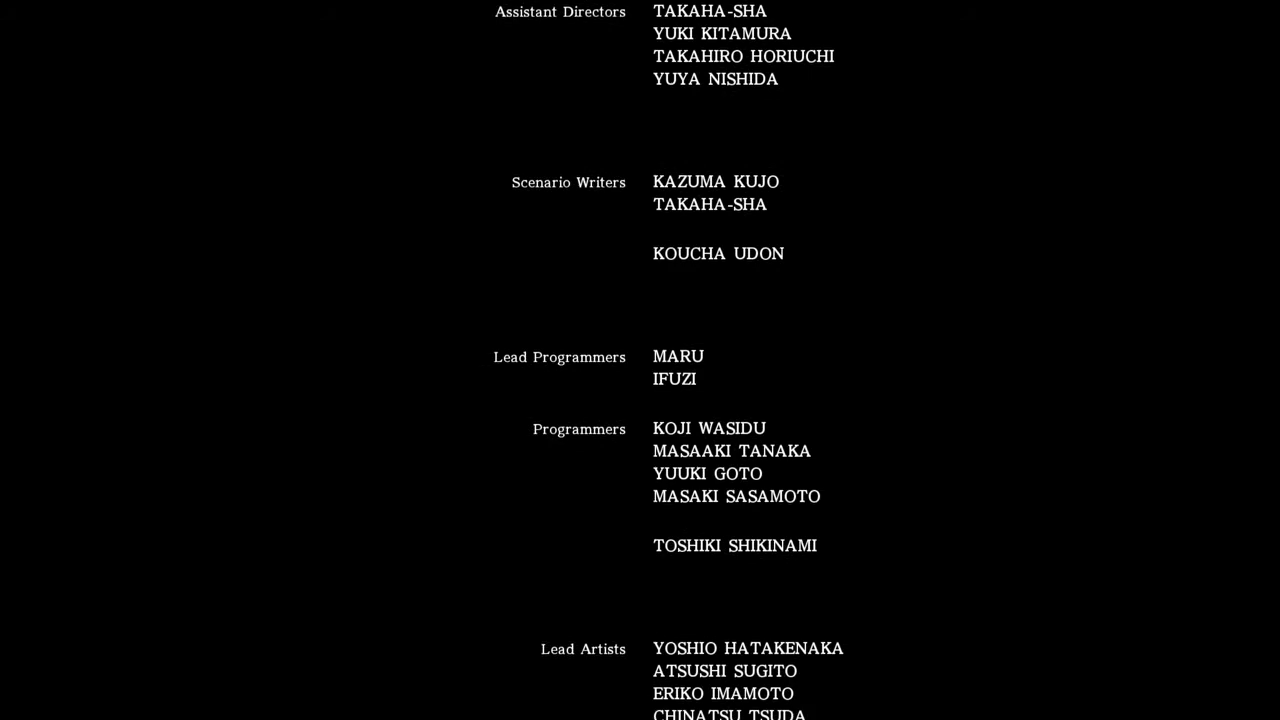 Assistant Directors TAKAHA-SHA
YUKI KITAMURA
TAKAHIRO HORIUCHI
YUYA NISHIDA
Scenario Writers KAZUMA KUJO
TAKAHA-SHA
KOUCHA UDON
Lead Programmers MARU
IFUZI
Programmers KOJI WASIDU
MASAAKI TANAKA
YUUKI GOTO
MASAKI SASAMOTO
TOSHIKI SHIKINAMI
Lead Artists YOSHIO HATAKENAKA
ATSUSHI SUGITO
ERIKO IMAMOTO
CHINATSU TSUDA